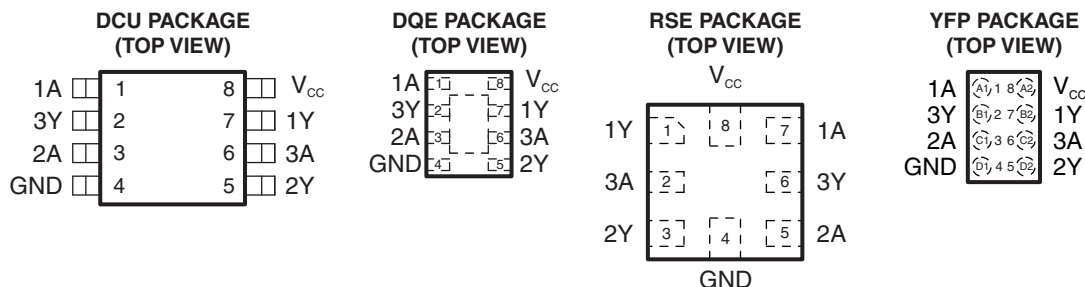 DCU PACKAGE
(TOP VIEW)
1A 1 8 VCC
3Y 2 7 1Y
2A 3 6 3A
GND 4 5 2Y
DQE PACKAGE
(TOP VIEW)
1A 1 8 VCC
3Y 2 7 1Y
2A 3 6 3A
GND 4 5 2Y
RSE PACKAGE
(TOP VIEW)
VCC
1Y 1 8 7 1A
3A 2 6 3Y
2Y 3 4 5 2A
GND
YFP PACKAGE
(TOP VIEW)
1A A1 1 8 A2 VCC
3Y B1 2 7 B2 1Y
2A C1 3 6 C2 3A
GND D1 4 5 D2 2Y